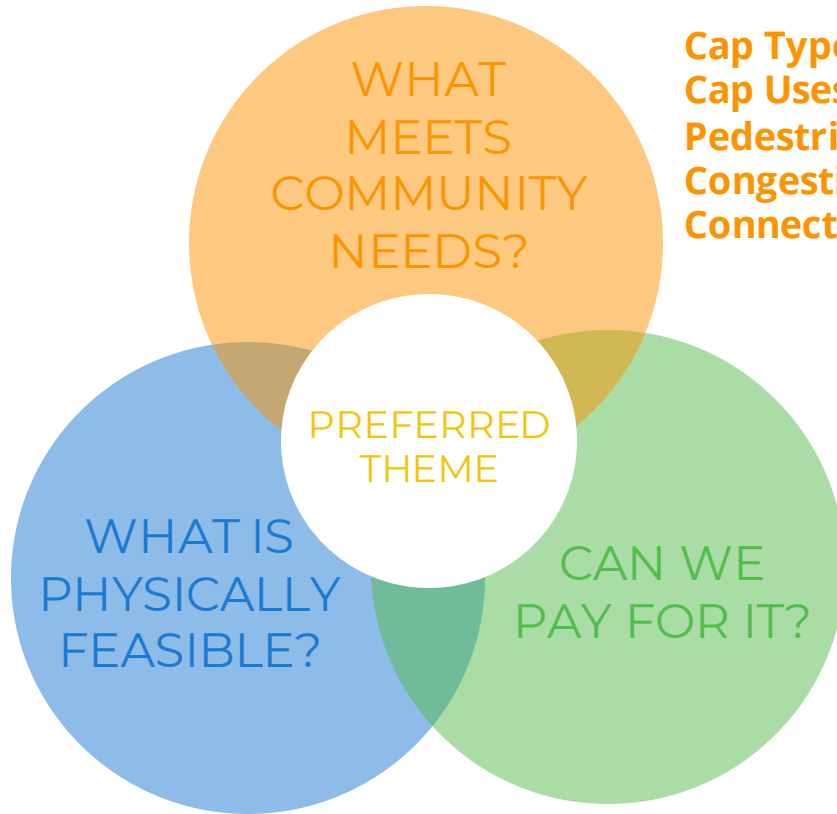 WHAT
MEETS
COMMUNITY
NEEDS?
Cap
Cap
PREFERRED
THEME
WHAT IS
PHYSICALLY
FEASIBLE?
CAN WE
PAY FOR IT?